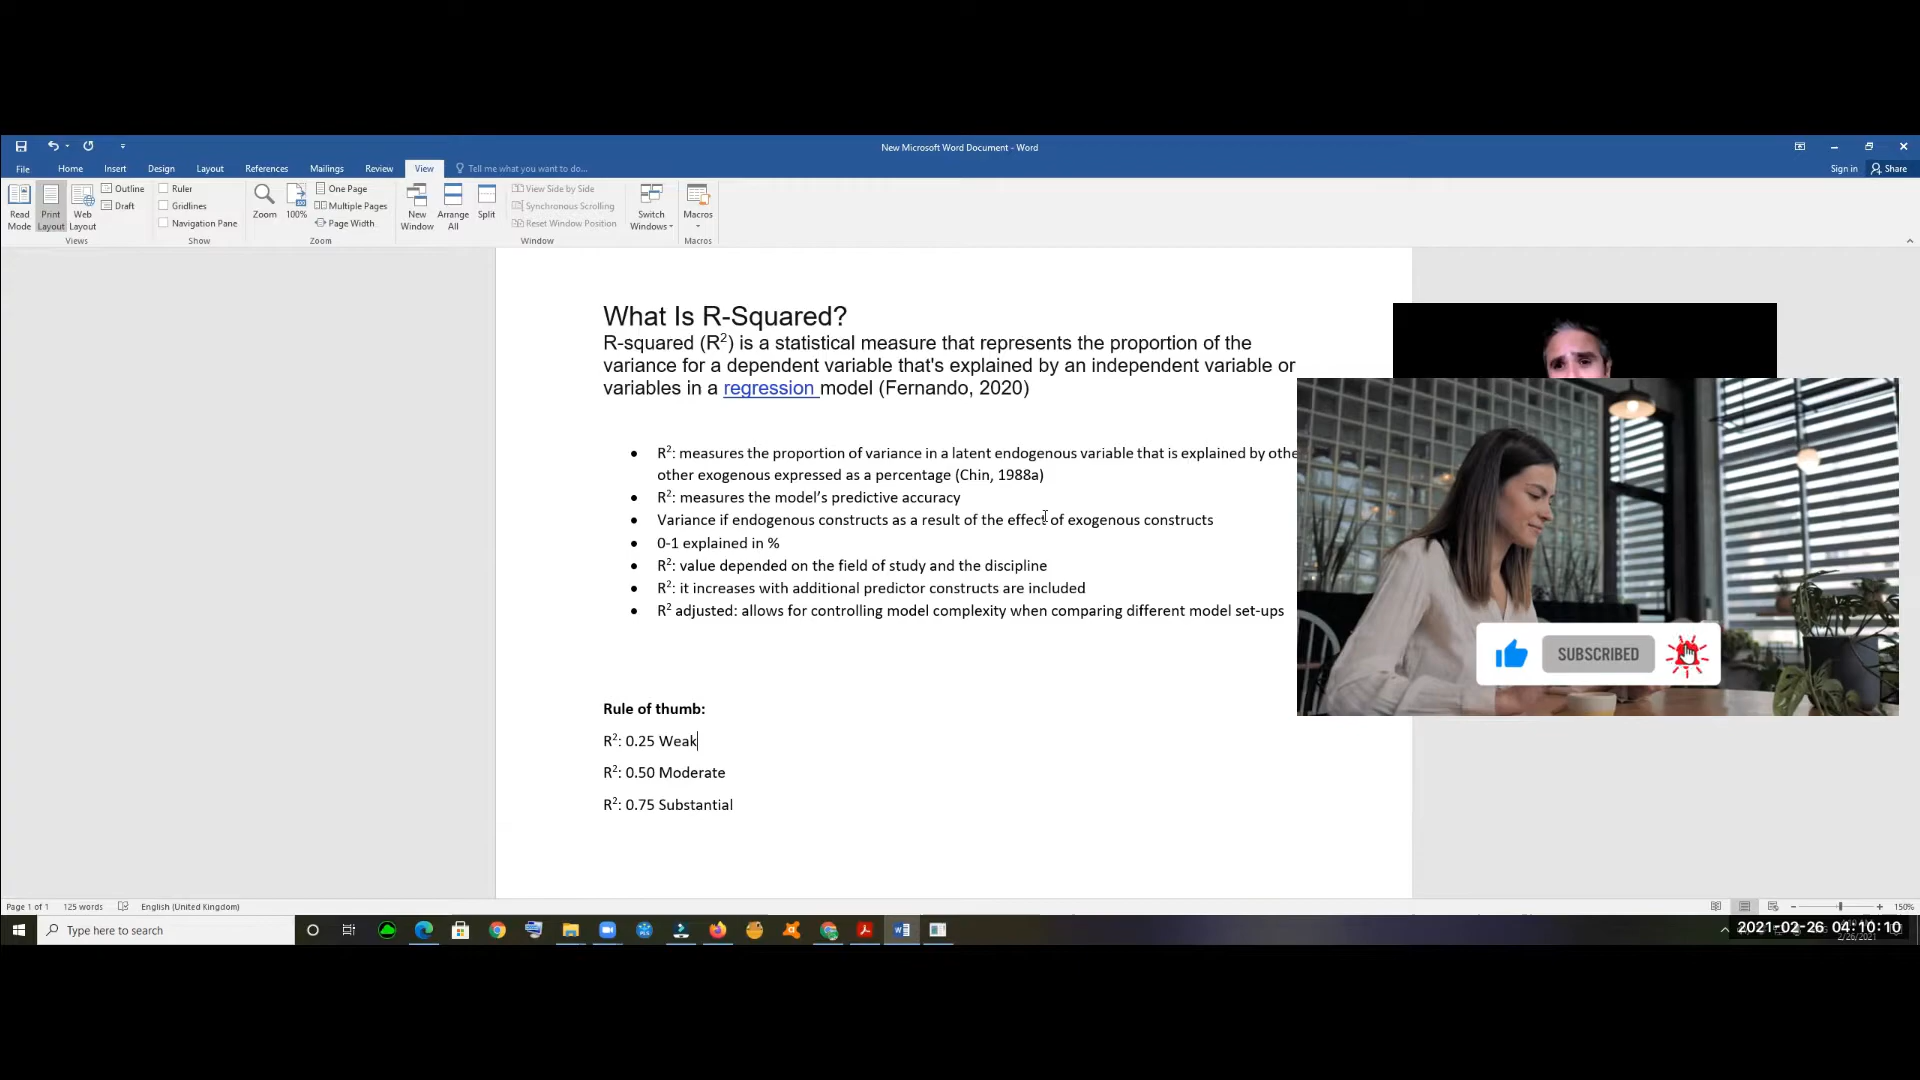 New Microsoft Word Document - Word
File Home Insert Design Layout References Mailings Review View Tell me what you want to do... Sign in Share
Read Mode
Print Layout
Web Layout
Outline
Draft
Views
Ruler
Gridlines
Navigation Pane
Show
Zoom
100%
One Page
Multiple Pages
Page Width
Zoom
New Window
Arrange All
Split
View Side by Side
Synchronous Scrolling
Reset Window Position
Window
Switch Windows
Macros
Macros
What Is R-Squared?
R-squared (R²) is a statistical measure that represents the proportion of the
variance for a dependent variable that's explained by an independent variable or
variables in a regression model (Fernando, 2020)
• R²: measures the proportion of variance in a latent endogenous variable that is explained by
other exogenous expressed as a percentage (Chin, 1988a)
• R²: measures the model’s predictive accuracy
• Variance if endogenous constructs as a result of the effect of exogenous constructs
• 0-1 explained in %
• R²: value depended on the field of study and the discipline
• R²: it increases with additional predictor constructs are included
• R² adjusted: allows for controlling model complexity when comparing different model set-ups
Rule of thumb:
R²: 0.25 Weak
R²: 0.50 Moderate
R²: 0.75 Substantial
SUBSCRIBED
Page 1 of 1 125 words English (United Kingdom) 150%
Type here to search
2021-02-26 04:10:10